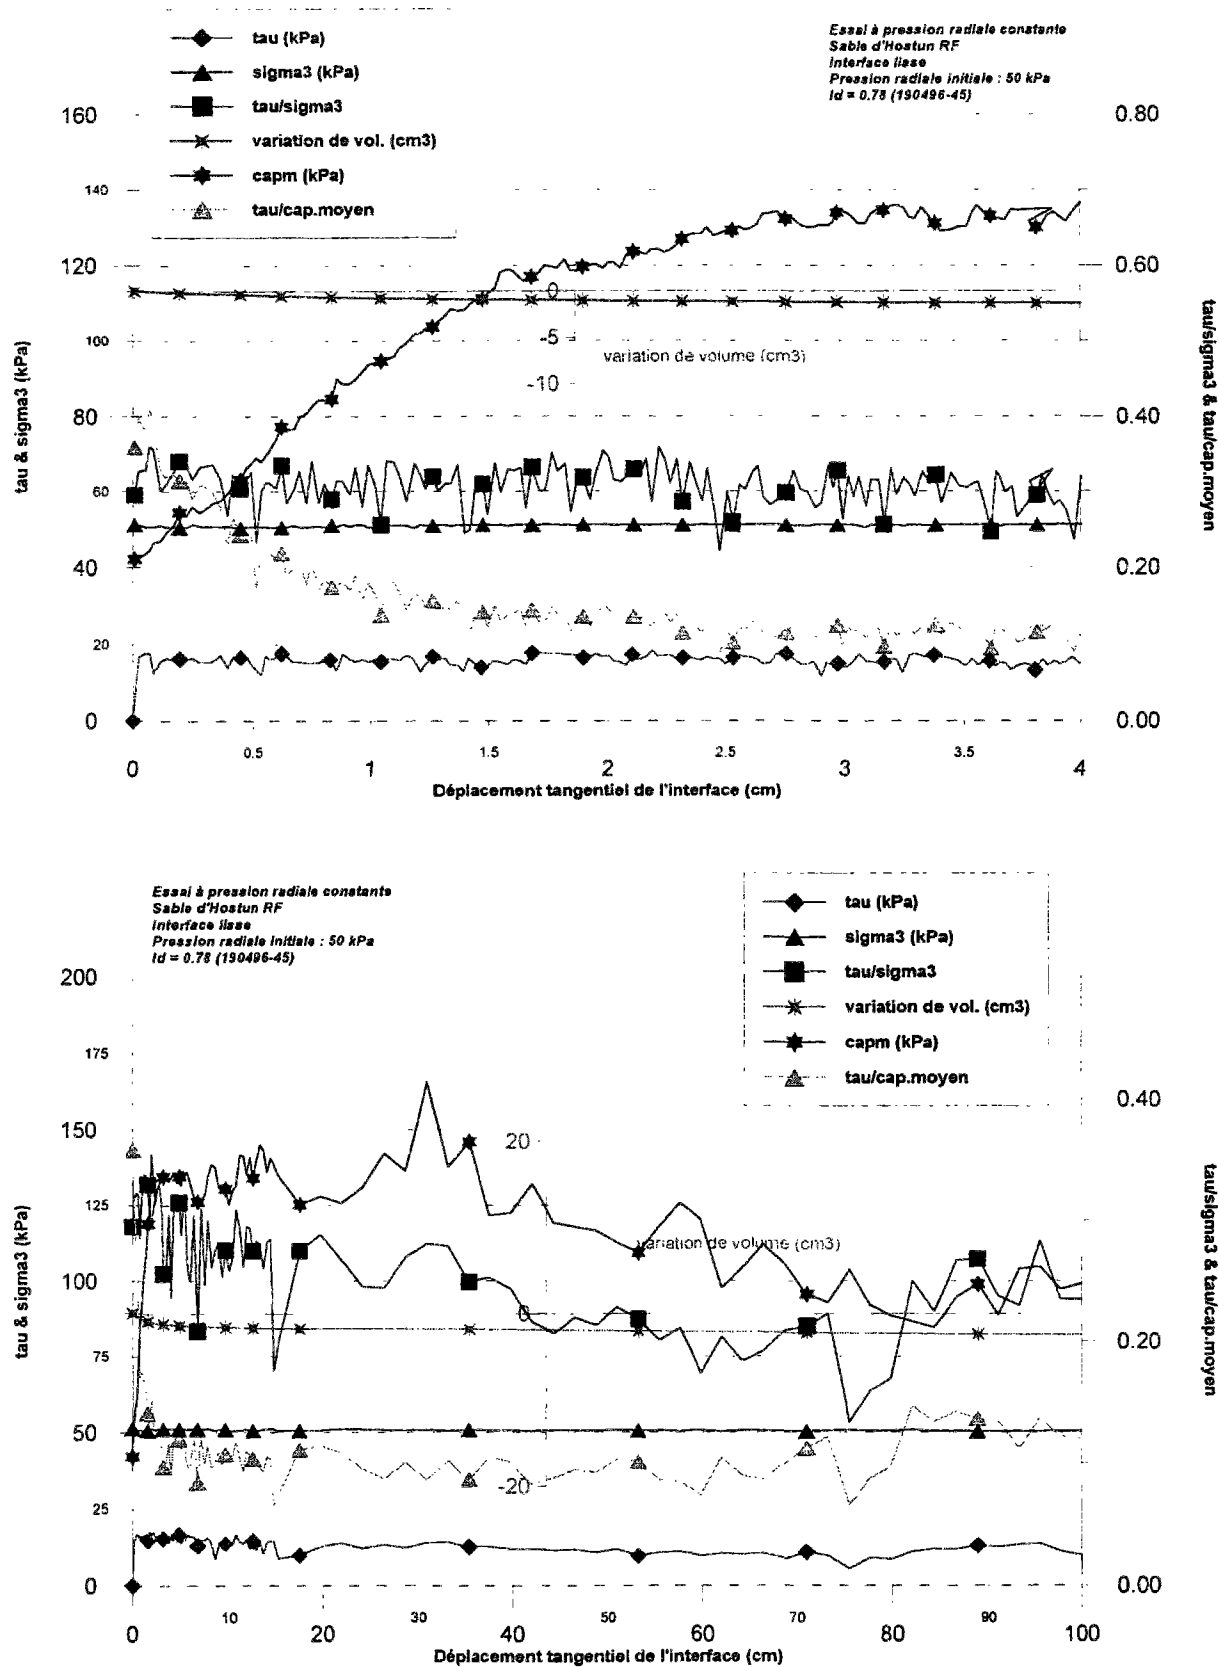 tau (kPa)
sigma3 (kPa)
tau/sigma3
variation de vol. (cm3)
capm (kPa)
tau/cap.moyen
Essai à pression radiale constante
Sable d'Hostun RF
Interface lisse
Pression radiale initiale : 50 kPa
Id = 0.78 (190496-45)
160
140
120
100
80
60
40
20
0
tau & sigma3 (kPa)
0.80
0.60
0.40
0.20
0.00
tau/sigma3 & tau/cap.moyen
0
-5
-10
variation de volume (cm3)
0.5
1.5
2.5
3.5
0
1
2
3
4
Déplacement tangentiel de l'interface (cm)
Essai à pression radiale constante
Sable d'Hostun RF
Interface lisse
Pression radiale initiale : 50 kPa
Id = 0.78 (190496-45)
tau (kPa)
sigma3 (kPa)
tau/sigma3
variation de vol. (cm3)
capm (kPa)
tau/cap.moyen
200
175
150
125
100
75
50
25
0
tau & sigma3 (kPa)
0.40
0.20
0.00
tau/sigma3 & tau/cap.moyen
20
0
-20
variation de volume (cm3)
10
30
50
70
90
0
20
40
60
80
100
Déplacement tangentiel de l'interface (cm)